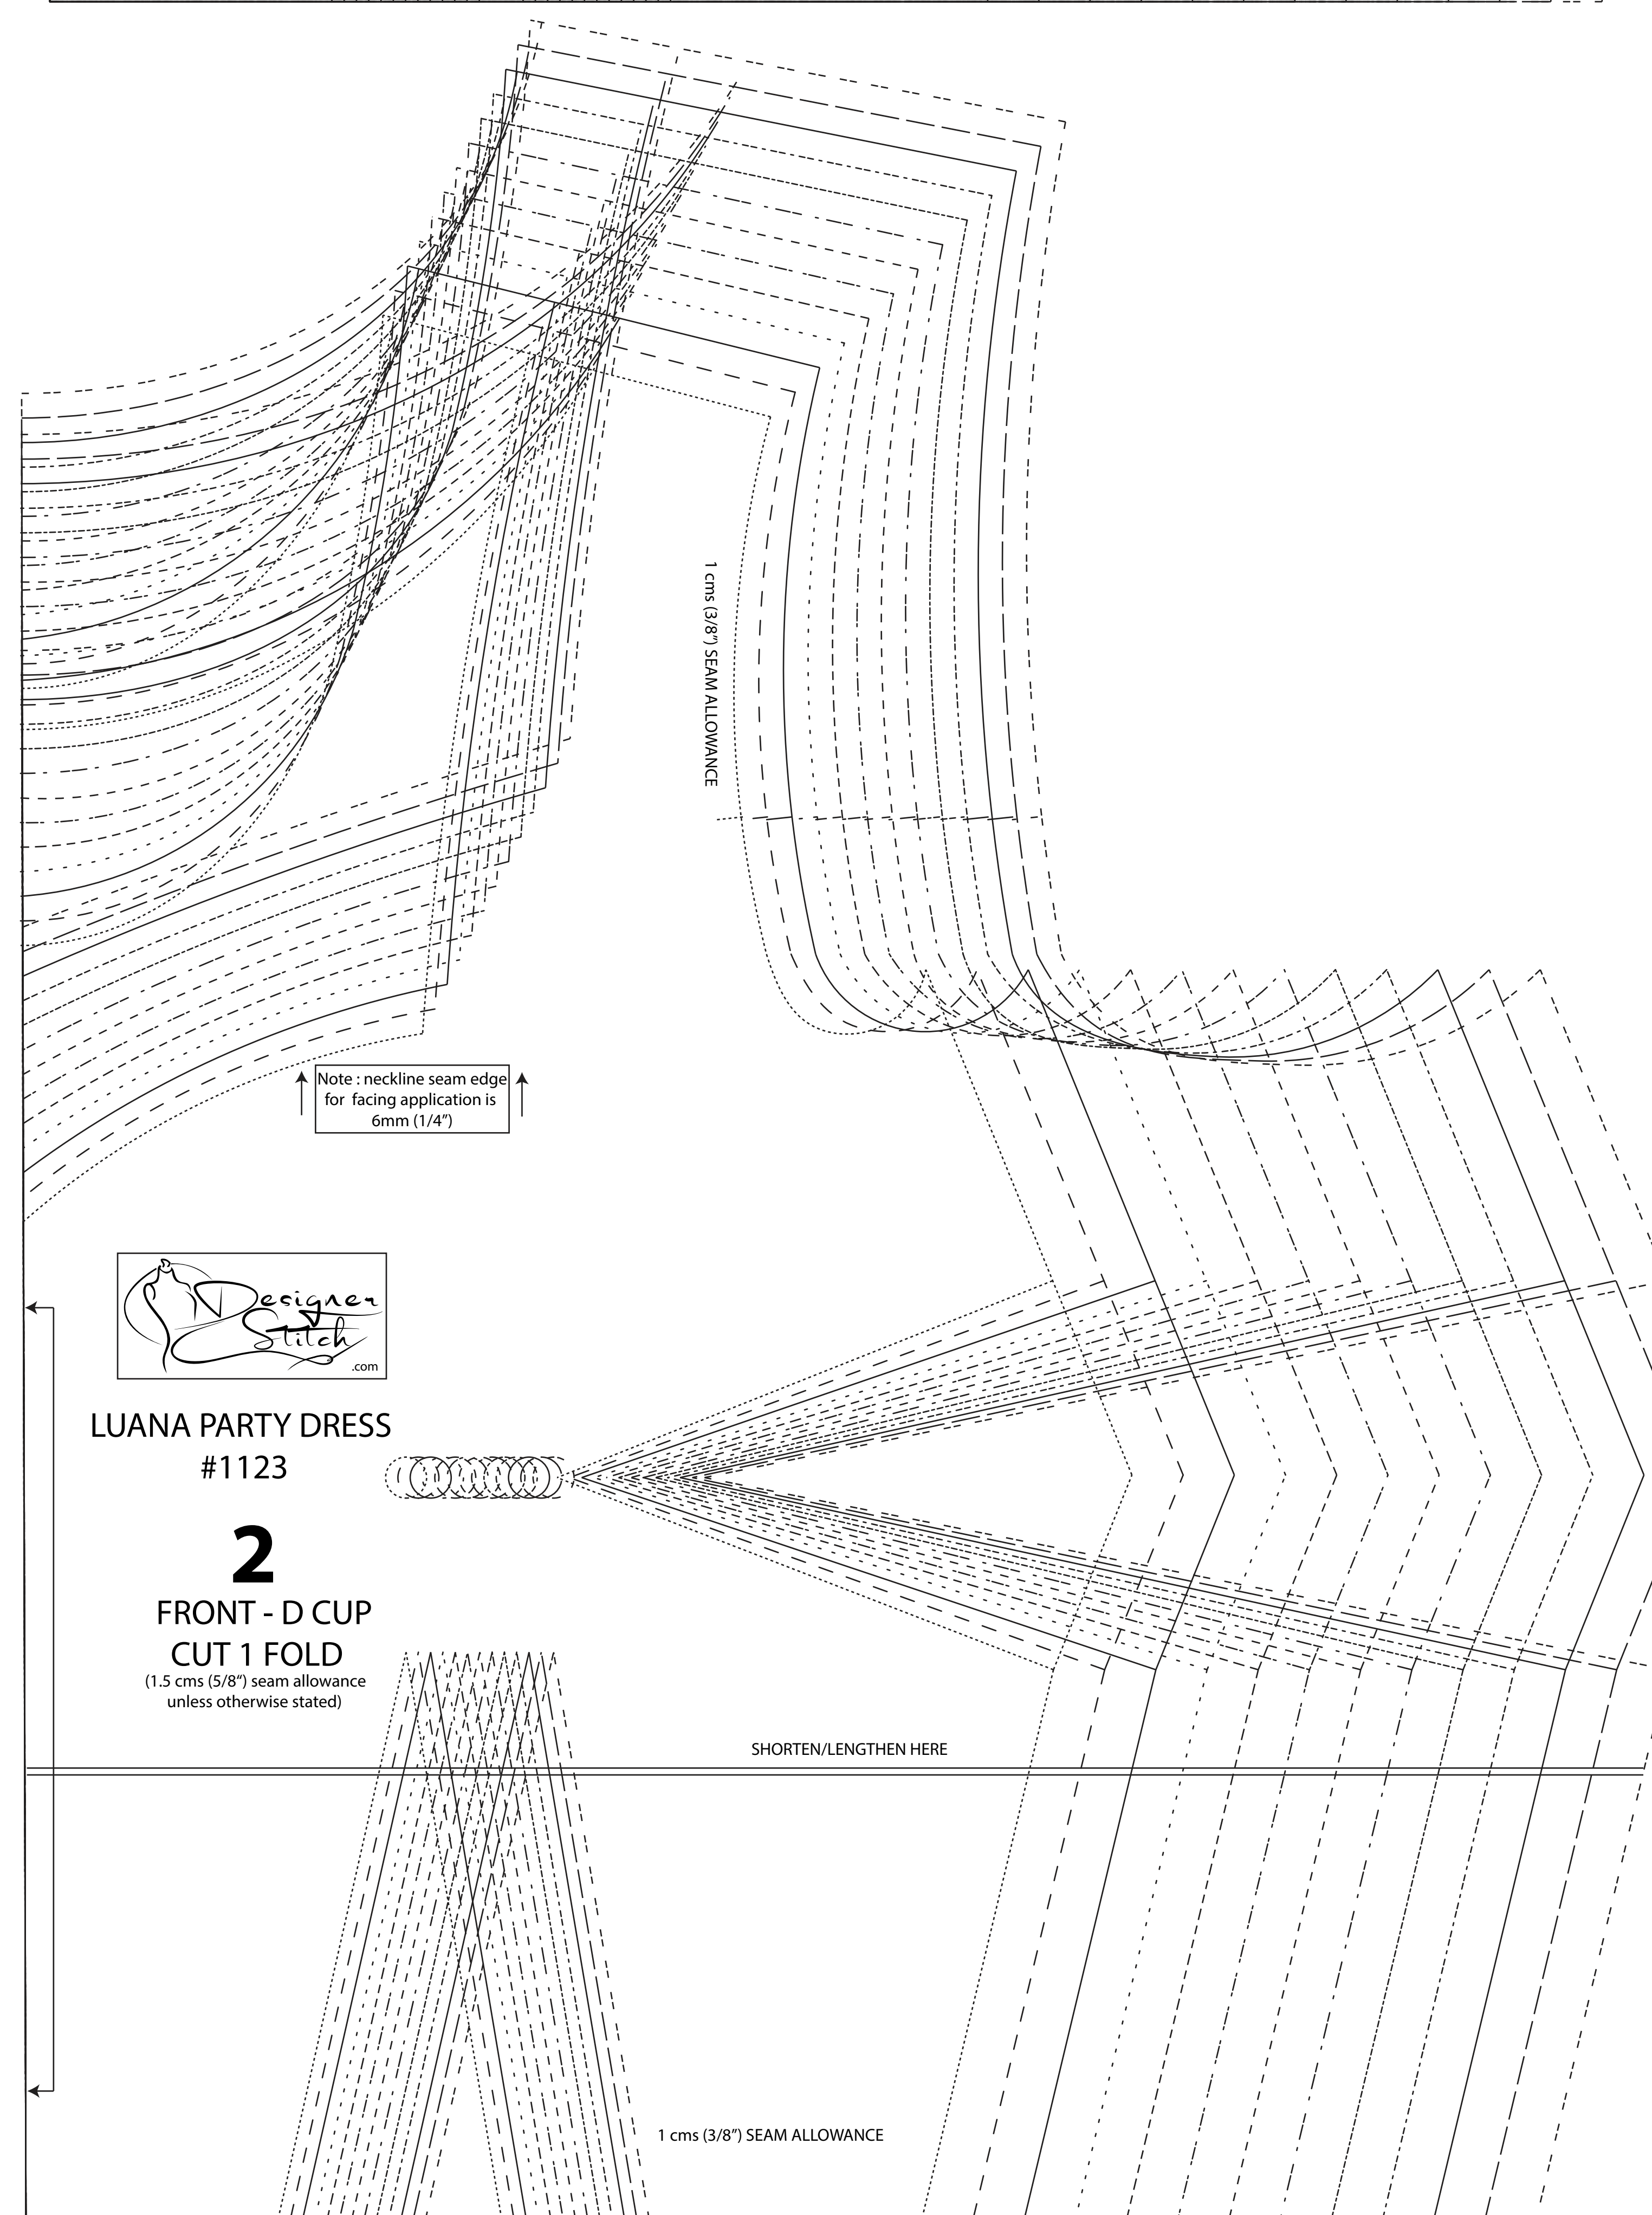 1 cms (3/8”) SEAM ALLOWANCE
Note : neckline seam edge
for facing application is
6mm (1/4”)
Designer
Stitch
.com
LUANA PARTY DRESS
#1123
2
FRONT - D CUP
CUT 1 FOLD
(1.5 cms (5/8“) seam allowance
unless otherwise stated)
SHORTEN/LENGTHEN HERE
1 cms (3/8”) SEAM ALLOWANCE